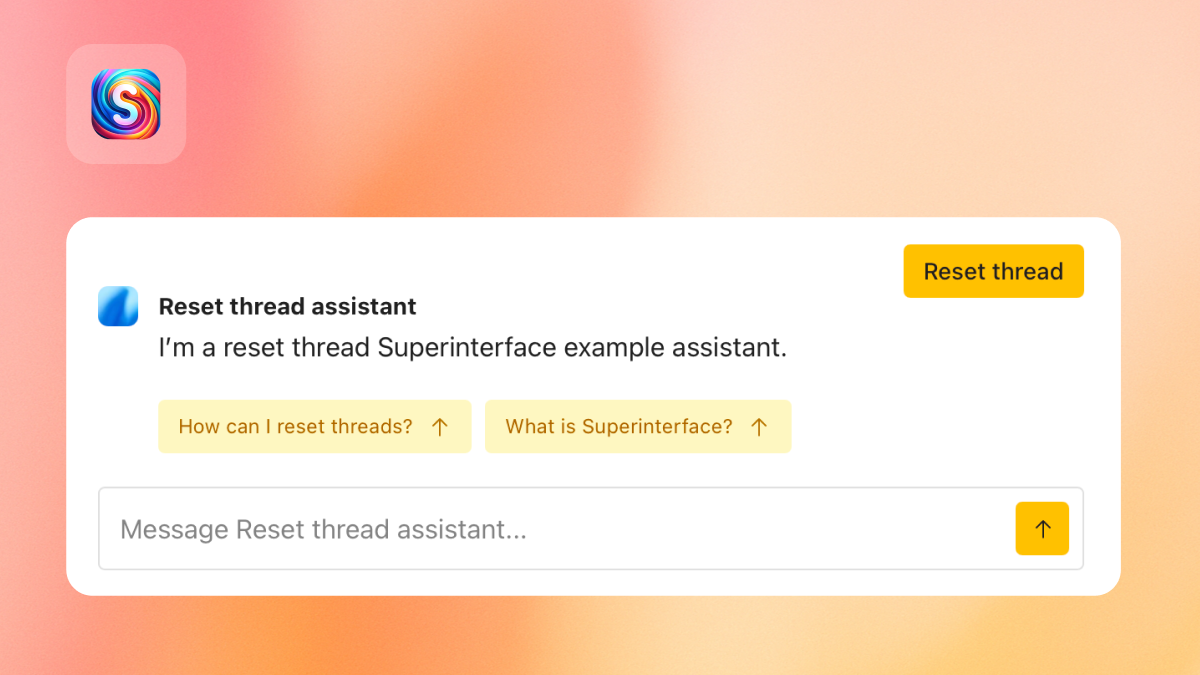 S
Reset thread
Reset thread assistant
I’m a reset thread Superinterface example assistant.
How can I reset threads? ↑
What is Superinterface? ↑
Message Reset thread assistant...
↑